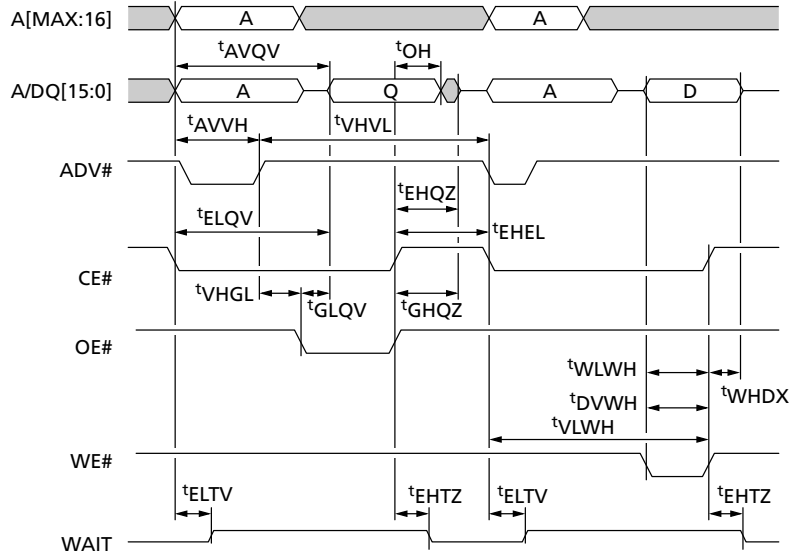 A[MAX:16] A A
tAVQV tOH
A/DQ[15:0] A Q A D
tAVVH tVHVL
ADV#
tEHQZ
tELQV tEHEL
CE#
tVHGL tGLQV tGHQZ
OE#
tWLWH tWHDX
tDVWH
tVLWH
WE#
tELTV tEHTZ tELTV tEHTZ
WAIT